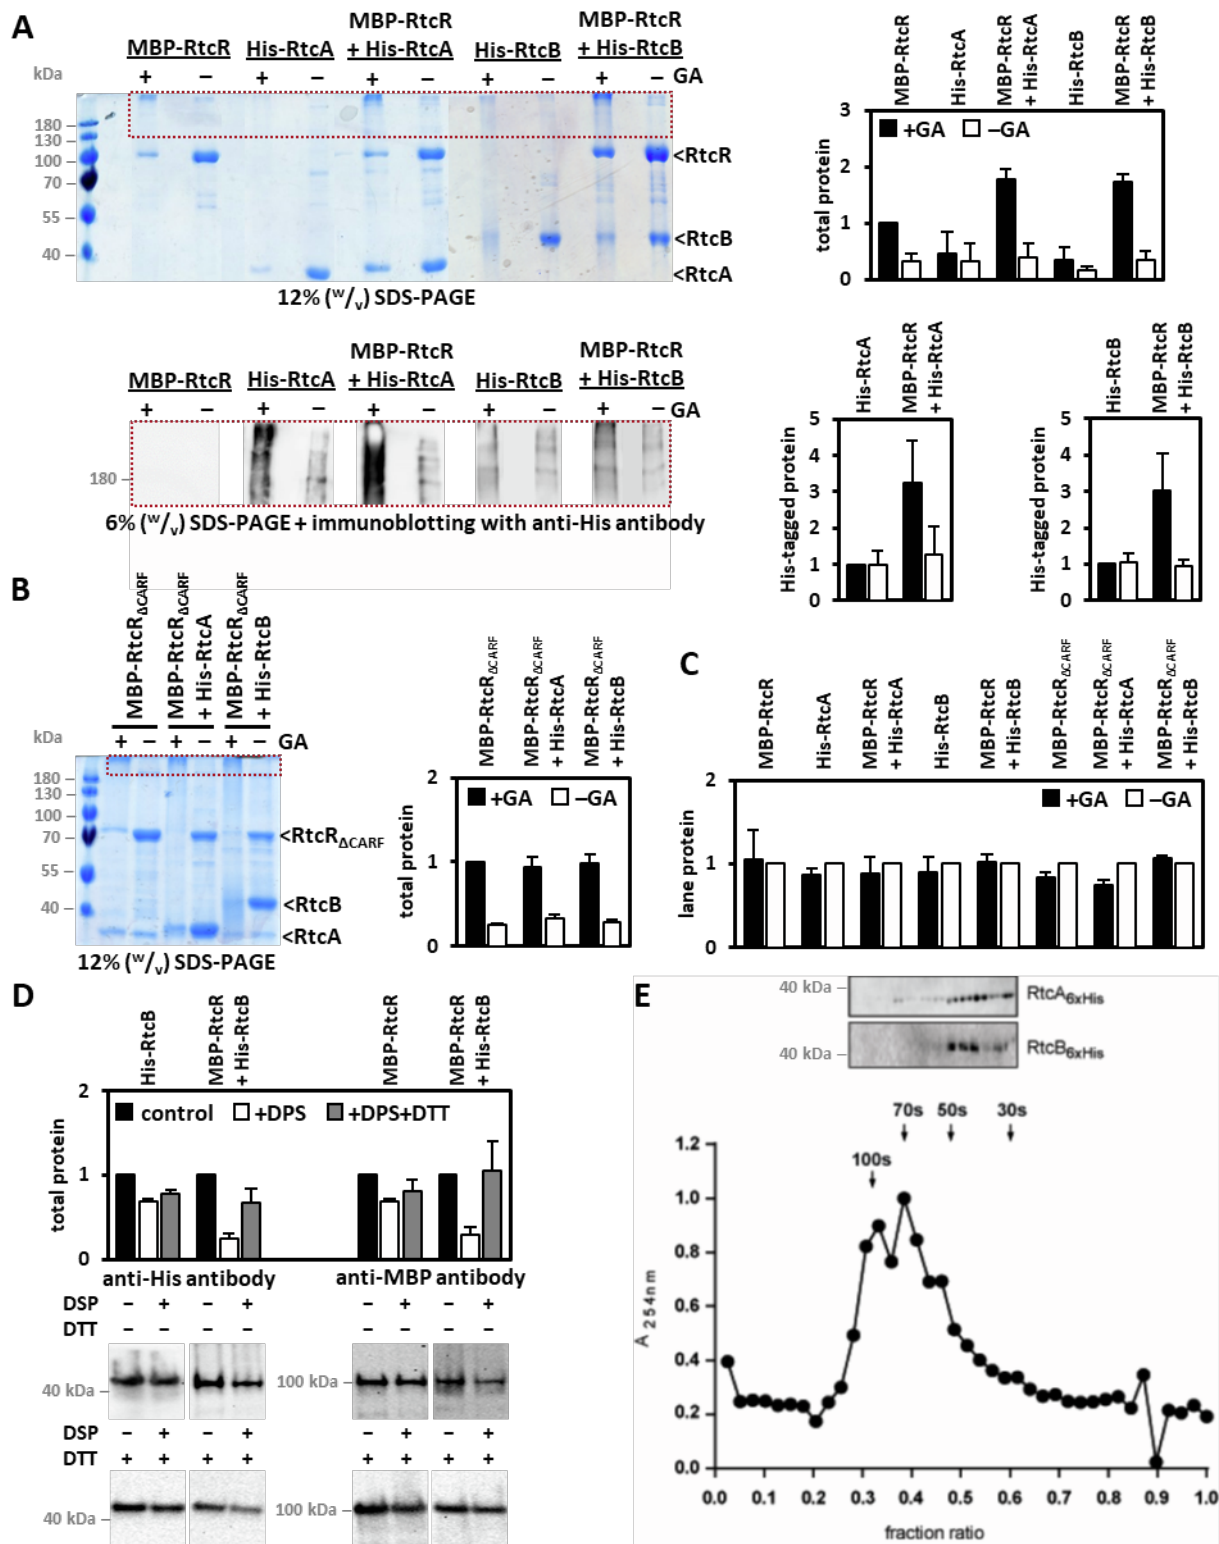 A
MBP-RtcR
His-RtcA
MBP-RtcR
+ His-RtcA
His-RtcB
MBP-RtcR
+ His-RtcB
kDa
+ − + − + − + − + − GA
180
130
100
70
55
40
<RtcR
<RtcB
<RtcA
12% (w/v) SDS-PAGE
MBP-RtcR
His-RtcA
MBP-RtcR
+ His-RtcA
His-RtcB
MBP-RtcR
+ His-RtcB
3
2
1
0
total protein
+GA −GA
MBP-RtcR
His-RtcA
MBP-RtcR
+ His-RtcA
His-RtcB
MBP-RtcR
+ His-RtcB
+ − + − + − + − + − GA
180
6% (w/v) SDS-PAGE + immunoblotting with anti-His antibody
His-RtcA
MBP-RtcR
+ His-RtcA
5
4
3
2
1
0
His-tagged protein
His-RtcB
MBP-RtcR
+ His-RtcB
5
4
3
2
1
0
His-tagged protein
B
MBP-RtcRΔCARF
MBP-RtcRΔCARF
+ His-RtcA
MBP-RtcRΔCARF
+ His-RtcB
kDa
+ − + − + − GA
180
130
100
70
55
40
<RtcRΔCARF
<RtcB
<RtcA
12% (w/v) SDS-PAGE
MBP-RtcRΔCARF
MBP-RtcRΔCARF
+ His-RtcA
MBP-RtcRΔCARF
+ His-RtcB
2
1
0
total protein
+GA −GA
C
MBP-RtcR
His-RtcA
MBP-RtcR
+ His-RtcA
His-RtcB
MBP-RtcR
+ His-RtcB
MBP-RtcRΔCARF
MBP-RtcRΔCARF
+ His-RtcA
MBP-RtcRΔCARF
+ His-RtcB
2
1
0
lane protein
+GA −GA
D
His-RtcB
MBP-RtcR
+ His-RtcB
MBP-RtcR
MBP-RtcR
+ His-RtcB
2
1
0
total protein
control +DPS +DPS+DTT
anti-His antibody
anti-MBP antibody
DSP − + − + − + − +
DTT − − − − − − − −
40 kDa
100 kDa
DSP − + − + − + − +
DTT + + + + + + + +
40 kDa
100 kDa
E
40 kDa
RtcA6xHis
40 kDa
RtcB6xHis
70s
50s
30s
100s
1.2
1.0
0.8
0.6
0.4
0.2
0.0
A 254nm
0.0 0.1 0.2 0.3 0.4 0.5 0.6 0.7 0.8 0.9 1.0
fraction ratio